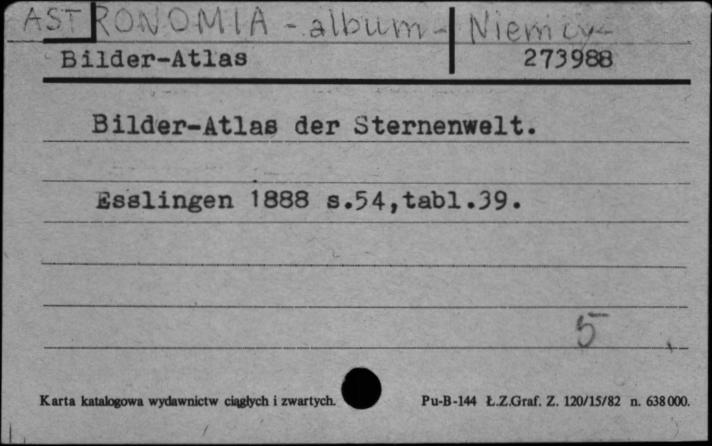 ASTRONOMIA - album - Niemcy
Bilder-Atlas 273988
Bilder-Atlas der Sternenwelt.
Esslingen 1888 s.54,tabl.39.
5
Karta katalogowa wydawnictw ciągłych i zwartych. Pu-B-144 Ł.Z.Graf. Z. 120/15/82 n. 638000.